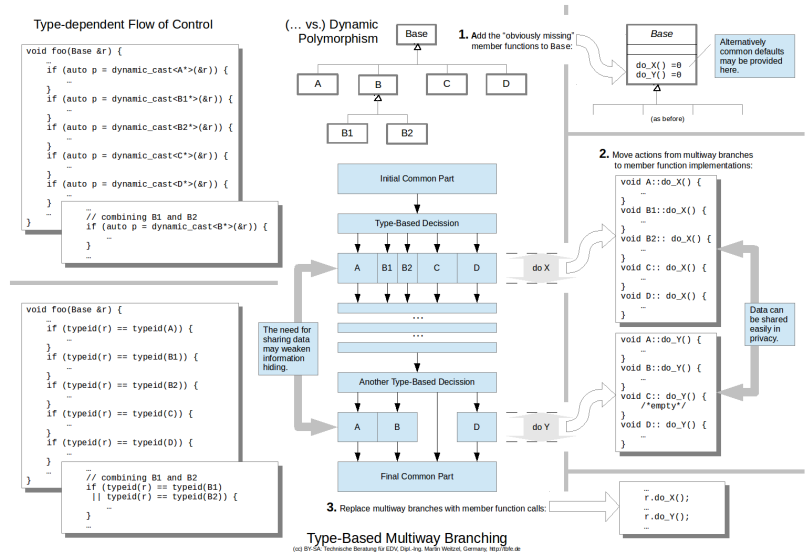 Type-dependent Flow of Control
void foo(Base &r) {
…
if (auto p = dynamic_cast<A*>(&r)) {
…
}
if (auto p = dynamic_cast<B1*>(&r)) {
…
}
if (auto p = dynamic_cast<B2*>(&r)) {
…
}
if (auto p = dynamic_cast<C*>(&r)) {
…
}
if (auto p = dynamic_cast<D*>(&r)) {
…
}
…
}
…
// combining B1 and B2
if (auto p = dynamic_cast<B*>(&r)) {
…
}
…
void foo(Base &r) {
…
if (typeid(r) == typeid(A)) {
…
}
if (typeid(r) == typeid(B1)) {
…
}
if (typeid(r) == typeid(B2)) {
…
}
if (typeid(r) == typeid(C)) {
…
}
if (typeid(r) == typeid(D)) {
…
}
…
}
…
// combining B1 and B2
if (typeid(r) == typeid(B1)
|| typeid(r) == typeid(B2)) {
…
}
…
(… vs.) Dynamic
Polymorphism
Base
A
B
C
D
B1
B2
Initial Common Part
Type-Based Decission
A
B1
B2
C
D
do X
…
…
Another Type-Based Decission
A
B
D
do Y
Final Common Part
The need for
sharing data
may weaken
information
hiding.
1. Add the "obviously missing"
member functions to Base:
Base
do_X() =0
do_Y() =0
Alternatively
common defaults
may be provided
here.
(as before)
2. Move actions from multiway branches
to member function implementations:
void A::do_X() {
…
}
void B1::do_X() {
…
}
void B2:: do_X() {
…
}
void C:: do_X() {
…
}
void D:: do_X() {
…
}
void A::do_Y() {
…
}
void B::do_Y() {
…
}
void C:: do_Y() {
/*empty*/
}
void D:: do_Y() {
…
}
Data can
be shared
easily in
privacy.
3. Replace multiway branches with member function calls:
…
r.do_X();
…
r.do_Y();
…
Type-Based Multiway Branching
(cc) BY-SA: Technische Beratung für EDV, Dipl.-Ing. Martin Weitzel, Germany, http://tbfe.de